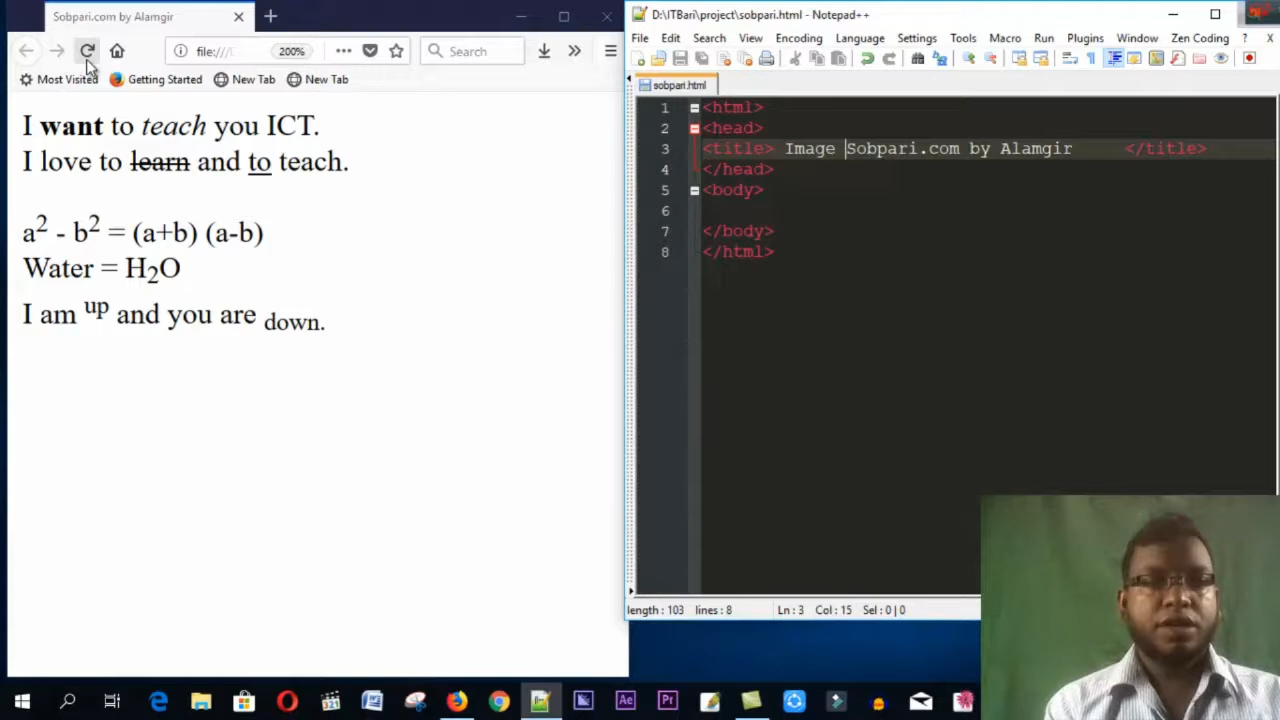 Sobpari.com by Alamgir
file:///
200%
Search
Most Visited
Getting Started
New Tab
New Tab
I want to teach you ICT.
I love to learn and to teach.
a2 - b2 = (a+b) (a-b)
Water = H2O
I am up and you are down.
D:\ITBari\project\sobpari.html - Notepad++
File Edit Search View Encoding Language Settings Tools Macro Run Plugins Window Zen Coding ? X
sobpari.html
1 <html>
2 <head>
3 <title> Image Sobpari.com by Alamgir </title>
4 </head>
5 <body>
6
7 </body>
8 </html>
length : 103 lines : 8 Ln : 3 Col : 15 Sel : 0 | 0